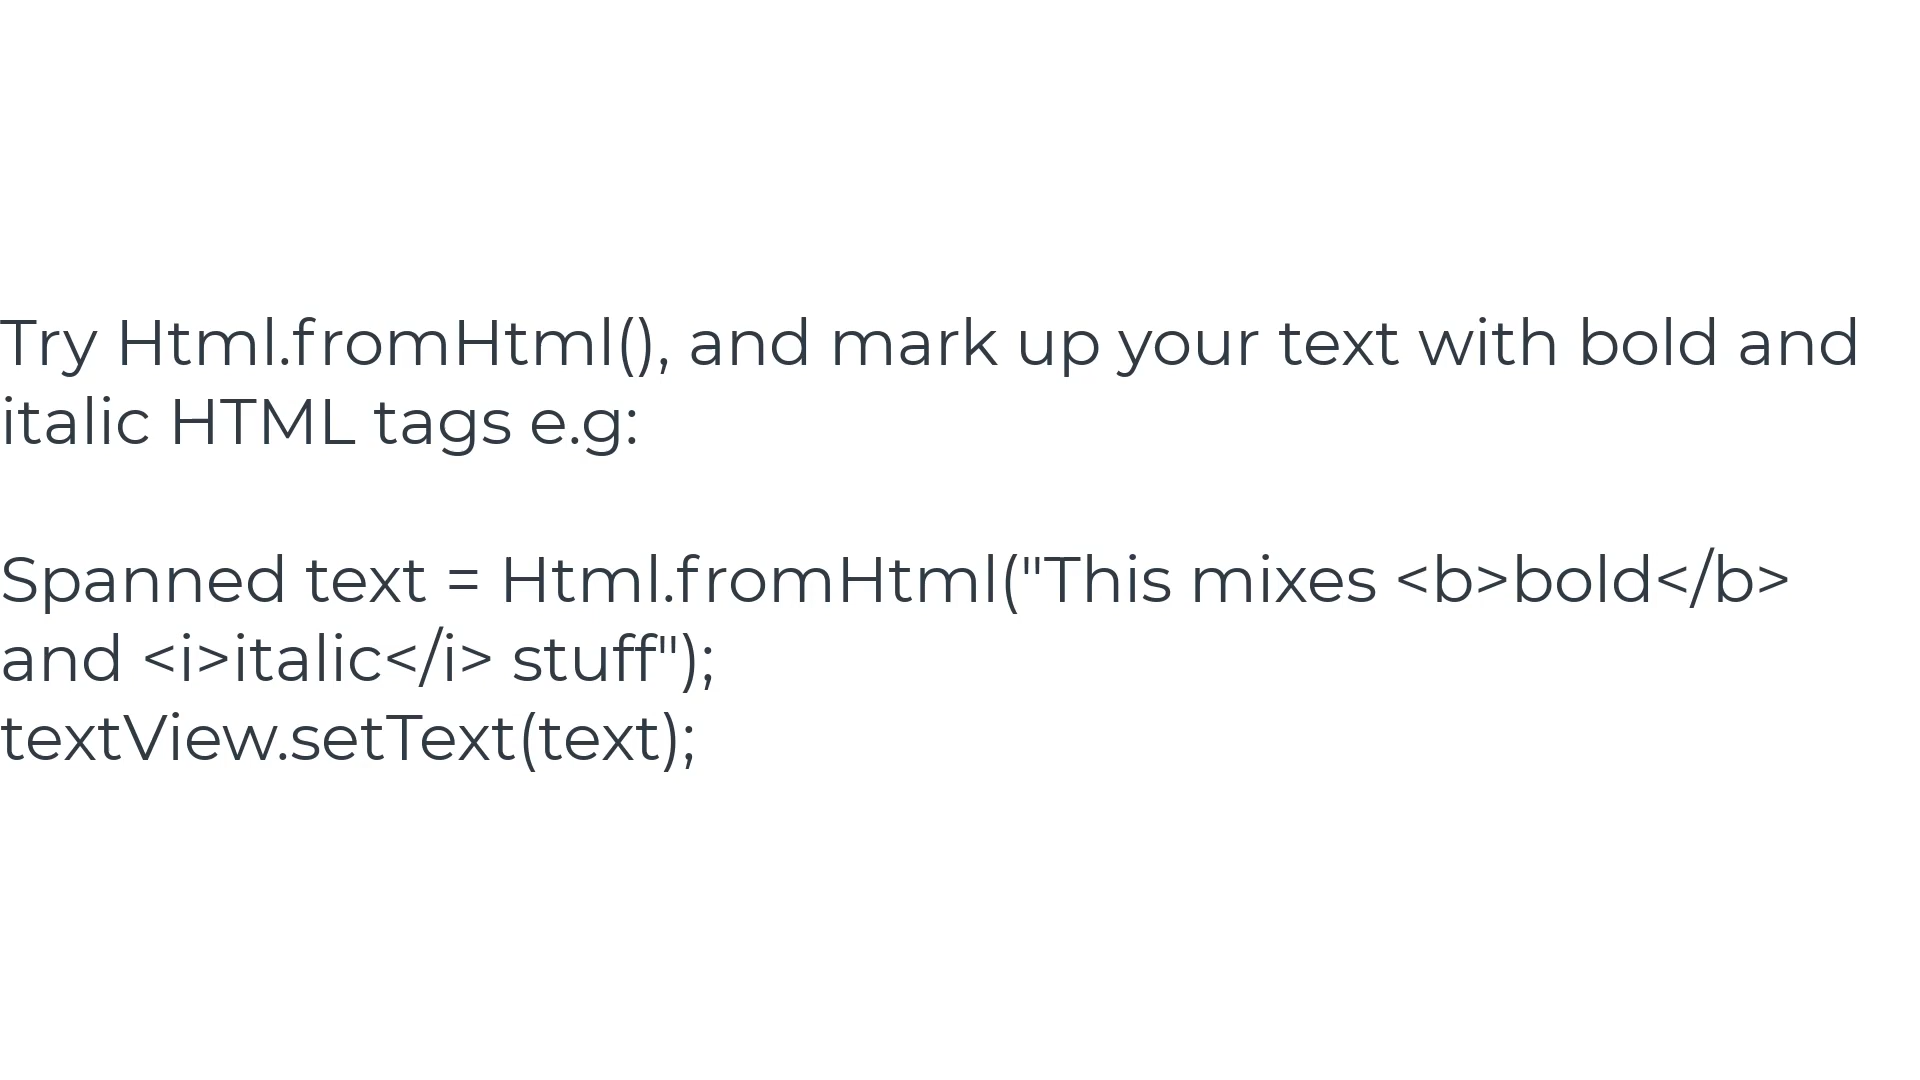 Try Html.fromHtml(), and mark up your text with bold and
italic HTML tags e.g:
Spanned text = Html.fromHtml("This mixes <b>bold</b>
and <i>italic</i> stuff");
textView.setText(text);